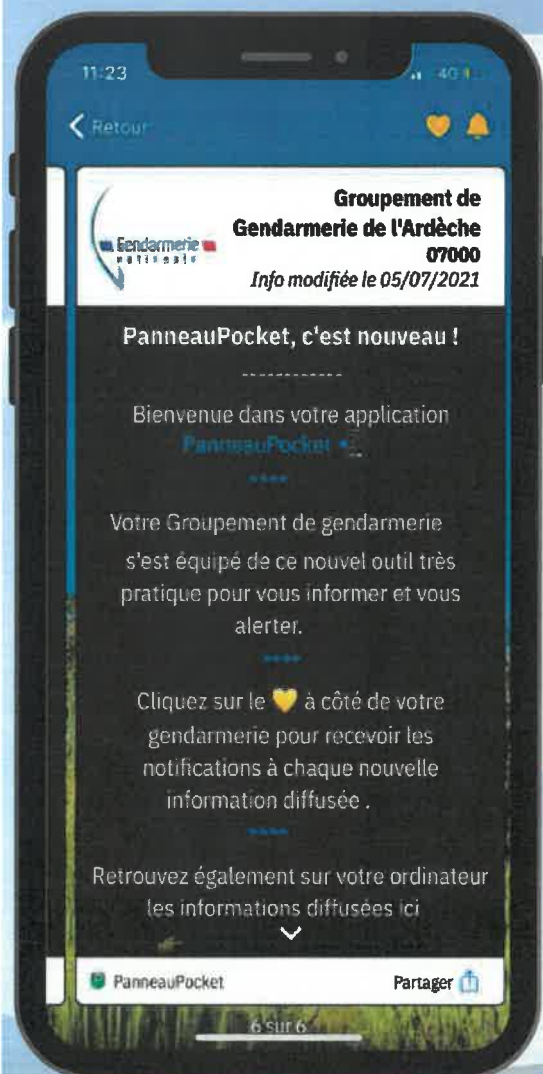 11:23
4G
Retour
Groupement de
Gendarmerie de l'Ardèche
07000
Info modifiée le 05/07/2021
Gendarmerie
nationale
PanneauPocket, c'est nouveau !
------------
Bienvenue dans votre application
PanneauPocket
****
Votre Groupement de gendarmerie
s'est équipé de ce nouvel outil très
pratique pour vous informer et vous
alerter.
****
Cliquez sur le 💛 à côté de votre
gendarmerie pour recevoir les
notifications à chaque nouvelle
information diffusée .
****
Retrouvez également sur votre ordinateur
les informations diffusées ici
PanneauPocket
Partager
6 sur 6